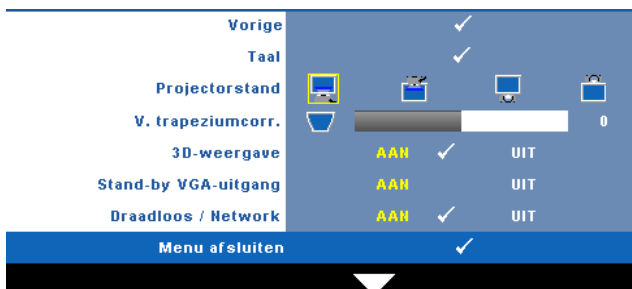 Vorige
Taal
Projectorstand
V. trapeziumcorr. 0
3D-weergave AAN UIT
Stand-by VGA-uitgang AAN UIT
Draadloos / Network AAN UIT
Menu afsluiten